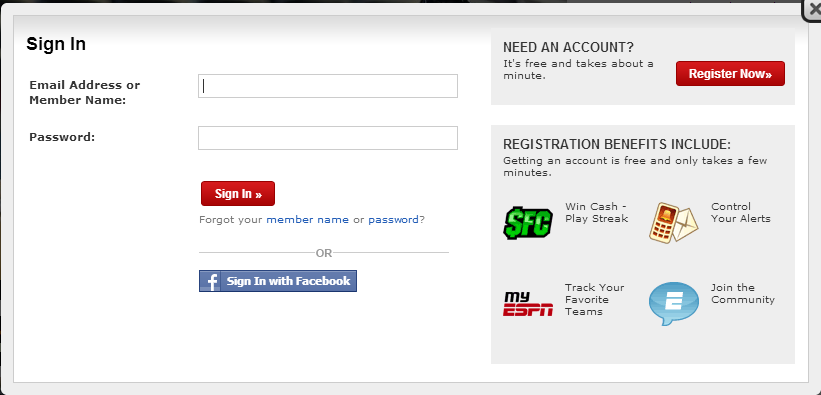 Sign In
Email Address or
Member Name:
Password:
Sign In »
Forgot your member name or password?
OR
f Sign In with Facebook
NEED AN ACCOUNT?
It's free and takes about a
minute.
Register Now»
REGISTRATION BENEFITS INCLUDE:
Getting an account is free and only takes a few
minutes.
$FC
Win Cash -
Play Streak
Control
Your Alerts
my
ESPN
Track Your
Favorite
Teams
E
Join the
Community